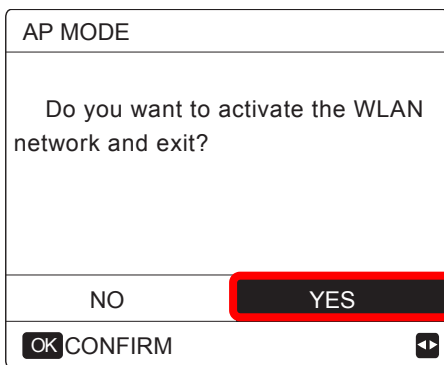 AP MODE
Do you want to activate the WLAN
network and exit?
NO YES
OK CONFIRM